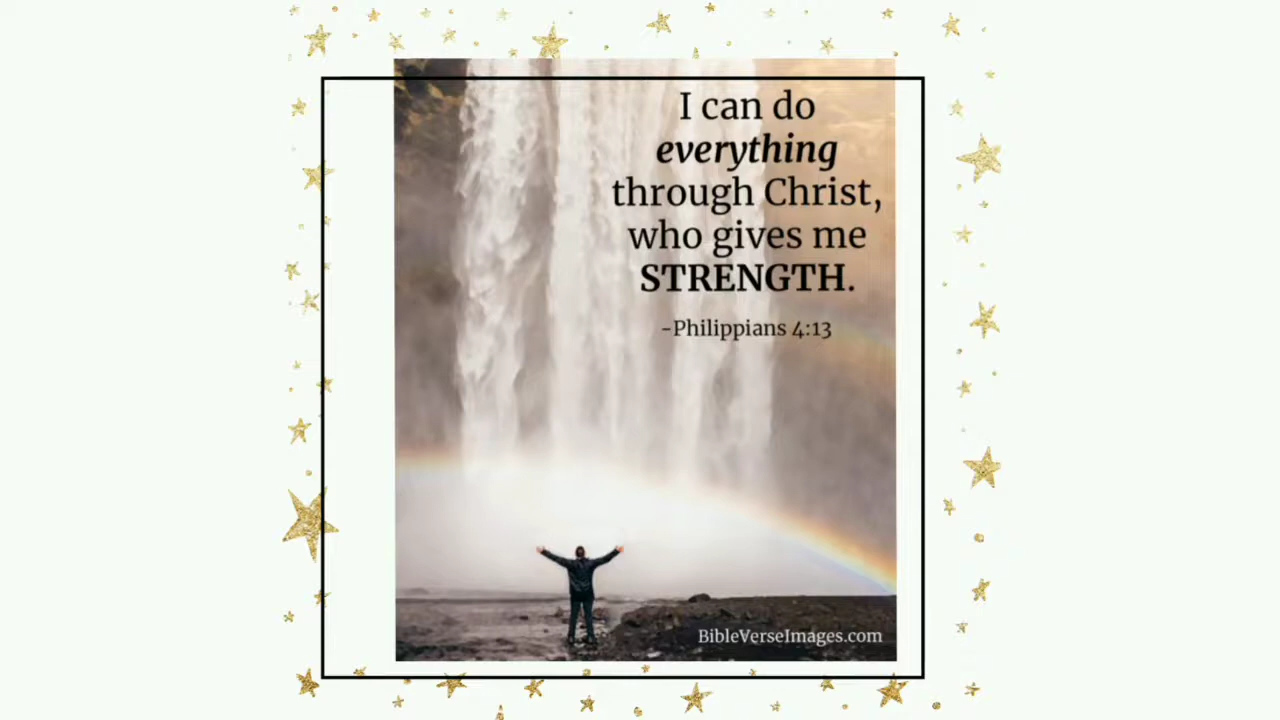 I can do
everything
through Christ,
who gives me
STRENGTH.
-Philippians 4:13
BibleVerseImages.com